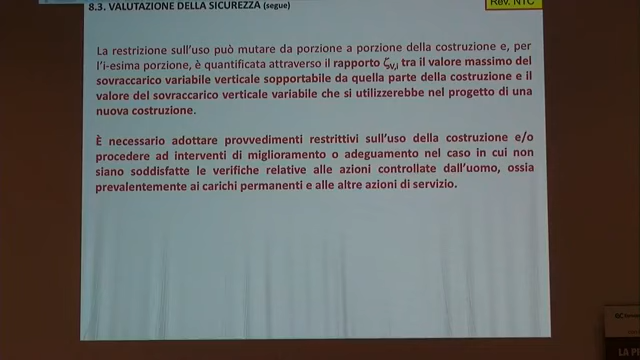 8.3. VALUTAZIONE DELLA SICUREZZA (segue)
Rev. NTC
La restrizione sull'uso può mutare da porzione a porzione della costruzione e, per
l'i-esima porzione, è quantificata attraverso il rapporto ζv,i tra il valore massimo del
sovraccarico variabile verticale sopportabile da quella parte della costruzione e il
valore del sovraccarico verticale variabile che si utilizzerebbe nel progetto di una
nuova costruzione.
È necessario adottare provvedimenti restrittivi sull'uso della costruzione e/o
procedere ad interventi di miglioramento o adeguamento nel caso in cui non
siano soddisfatte le verifiche relative alle azioni controllate dall'uomo, ossia
prevalentemente ai carichi permanenti e alle altre azioni di servizio.